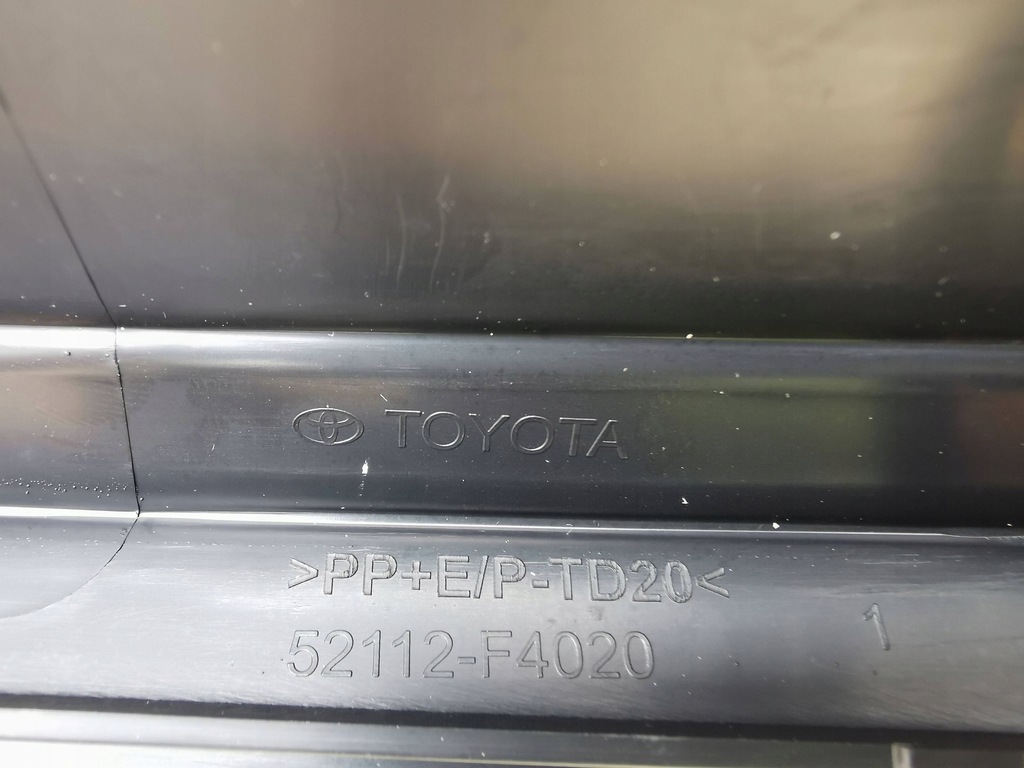 TOYOTA
>PP+E/P-TD20<
52112-F4020
1